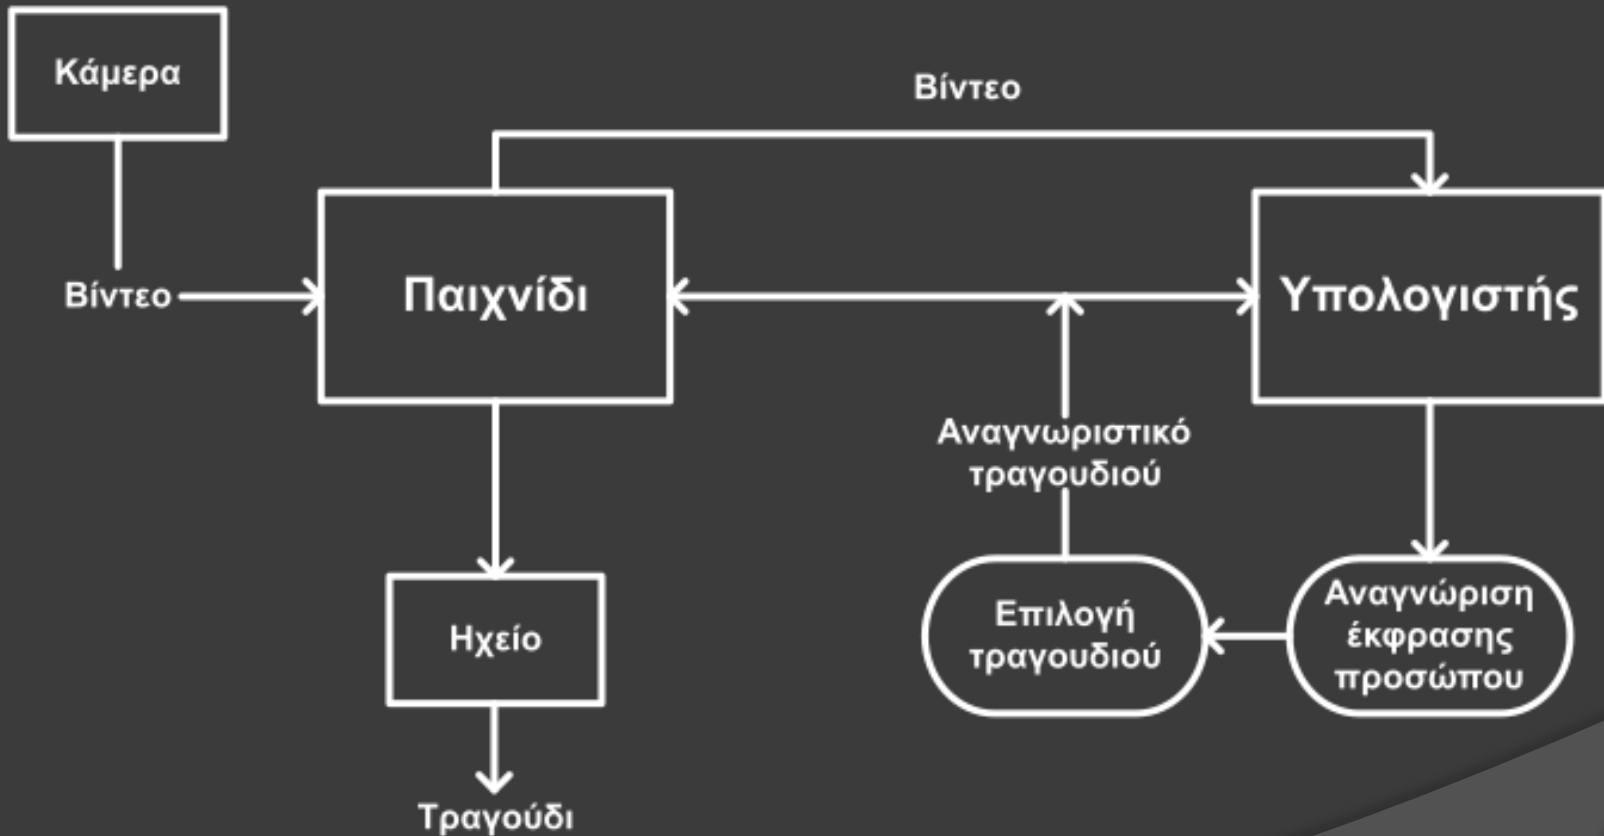 Κάμερα
Βίντεο
Βίντεο
Παιχνίδι
Υπολογιστής
Αναγνωριστικό
τραγουδιού
Ηχείο
Επιλογή
τραγουδιού
Αναγνώριση
έκφρασης
προσώπου
Τραγούδι